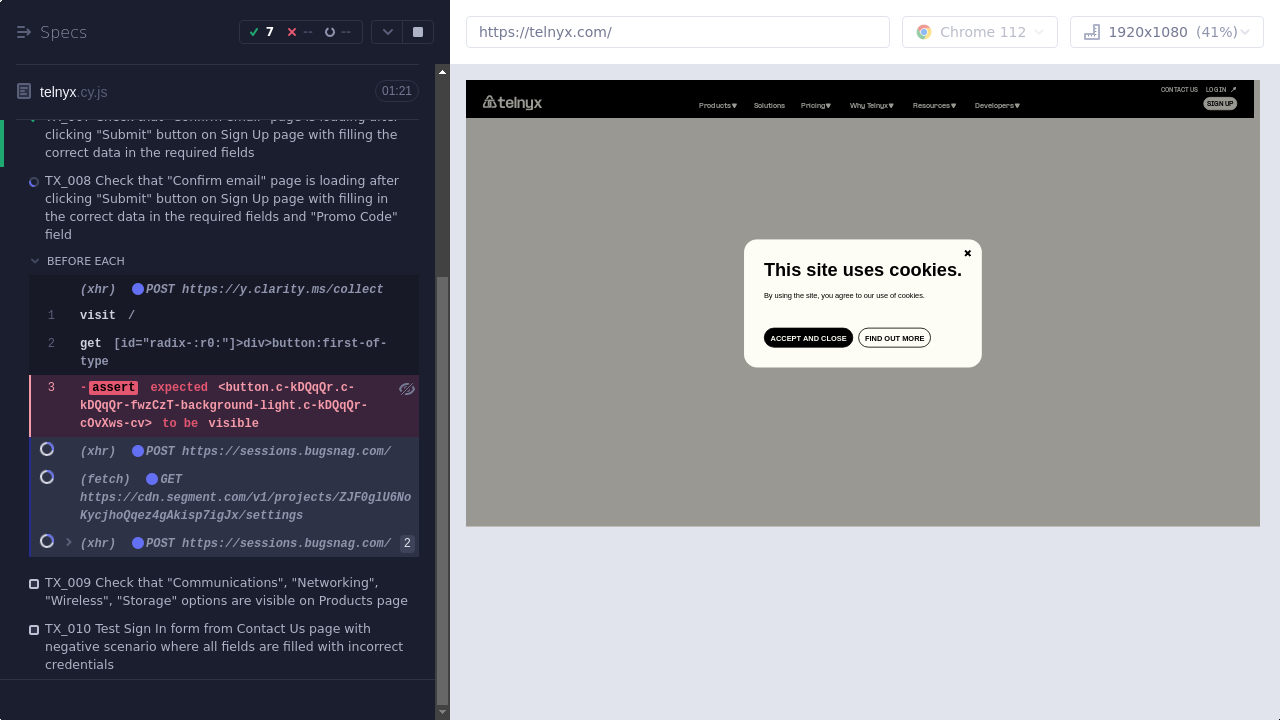 Specs
7
--
--
https://telnyx.com/
Chrome 112
1920x1080 (41%)
telnyx.cy.js
01:21
clicking "Submit" button on Sign Up page with filling the
correct data in the required fields
TX_008 Check that "Confirm email" page is loading after
clicking "Submit" button on Sign Up page with filling in
the correct data in the required fields and "Promo Code"
field
BEFORE EACH
(xhr) POST https://y.clarity.ms/collect
1 visit /
2 get [id="radix-:r0:"]>div>button:first-of-
type
3 -assert expected <button.c-kDQqQr.c-
kDQqQr-fwzCzT-background-light.c-kDQqQr-
cOvXws-cv> to be visible
(xhr) POST https://sessions.bugsnag.com/
(fetch) GET
https://cdn.segment.com/v1/projects/ZJF0glU6No
KycjhoQqez4gAkisp7igJx/settings
(xhr) POST https://sessions.bugsnag.com/ 2
TX_009 Check that "Communications", "Networking",
"Wireless", "Storage" options are visible on Products page
TX_010 Test Sign In form from Contact Us page with
negative scenario where all fields are filled with incorrect
credentials
CONTACT US LOG IN
telnyx
Products Solutions Pricing Why Telnyx Resources Developers
SIGN UP
This site uses cookies.
By using the site, you agree to our use of cookies.
ACCEPT AND CLOSE FIND OUT MORE